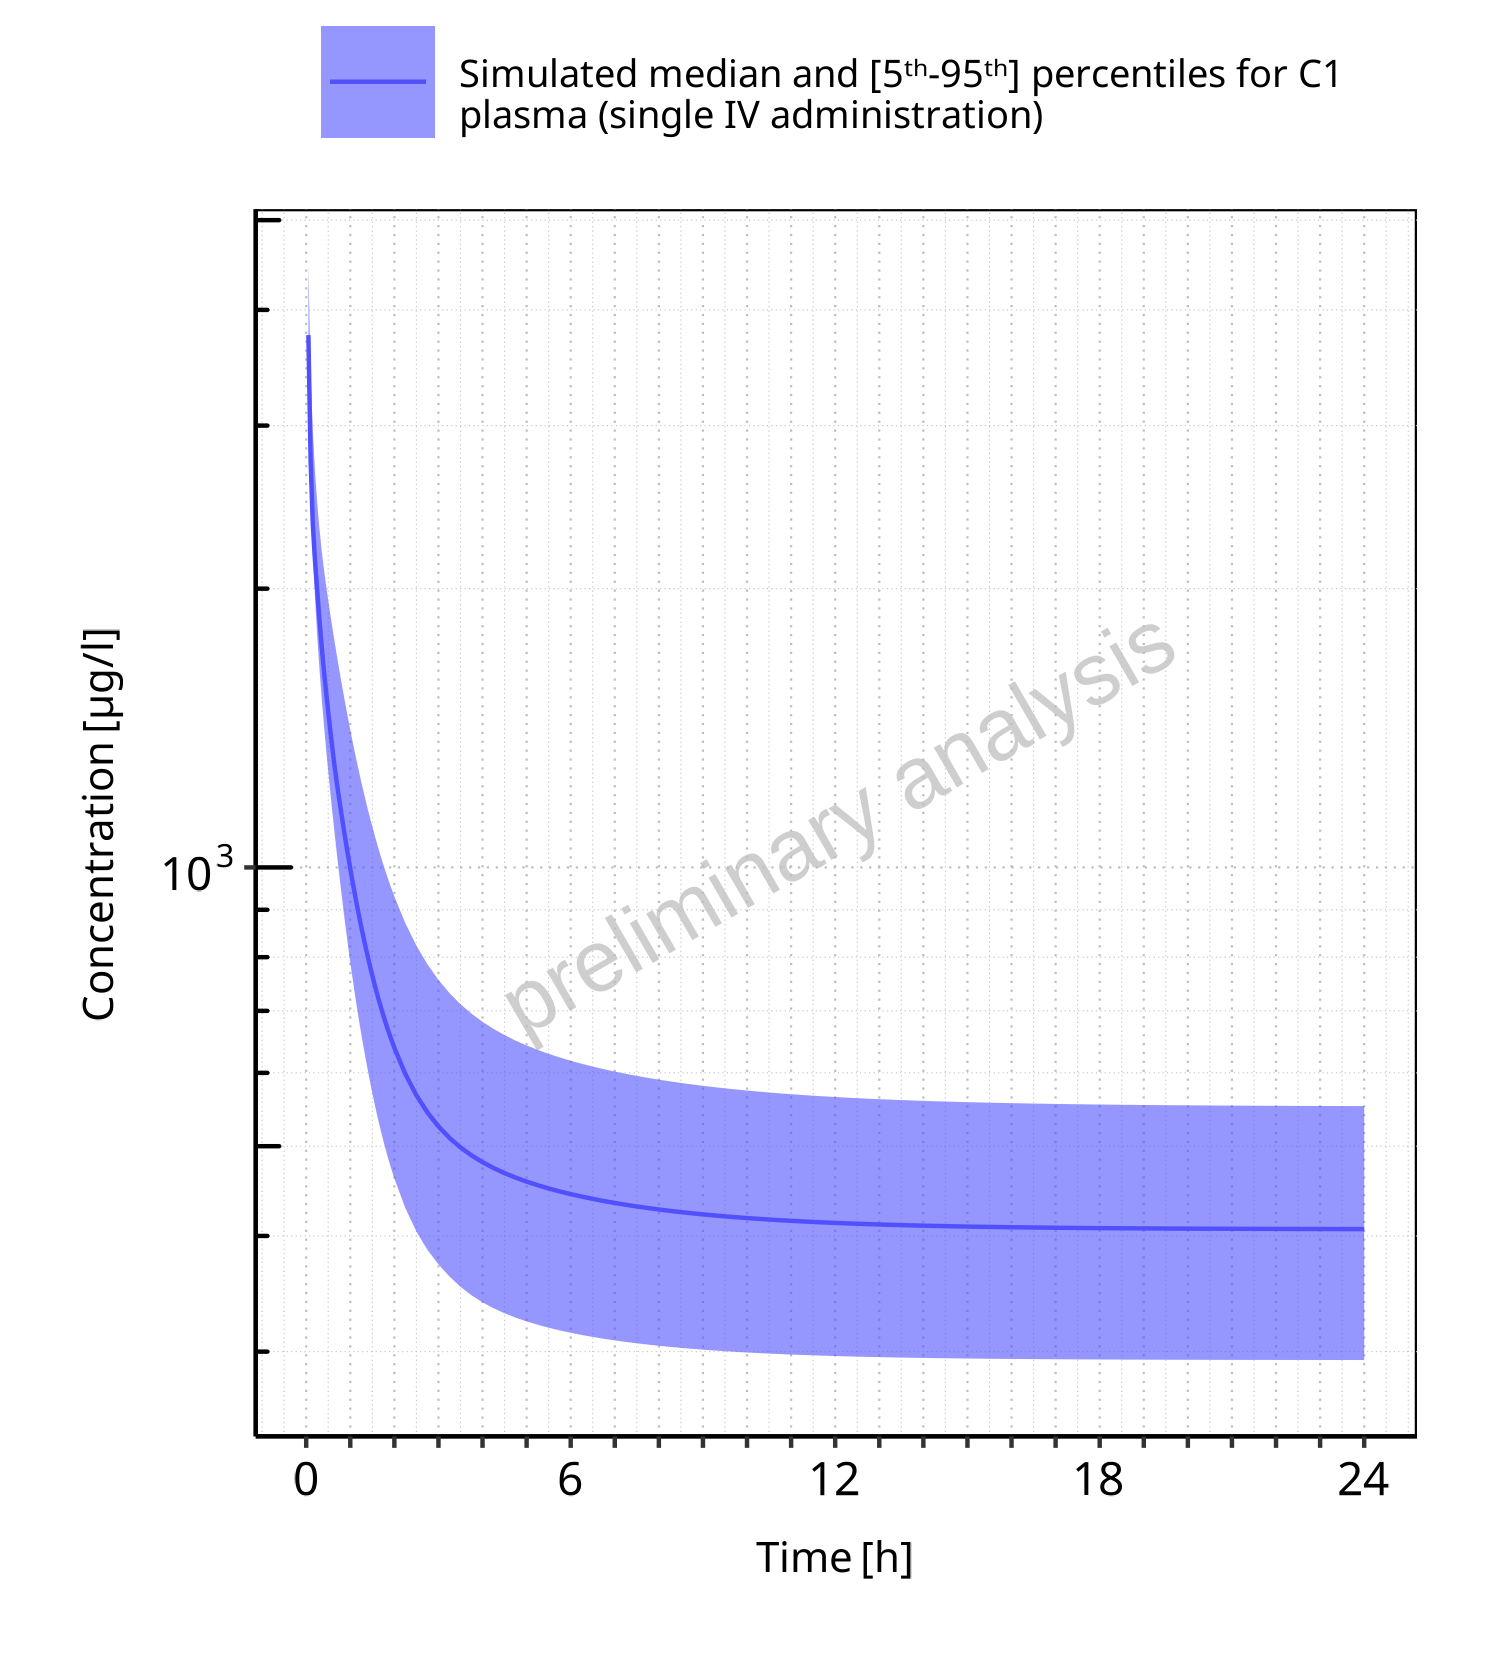 Simulated median and [5ᵗʰ-95ᵗʰ] percentiles for C1
plasma (single IV administration)
Concentration [µg/l]
10³
preliminary analysis
0 6 12 18 24
Time [h]